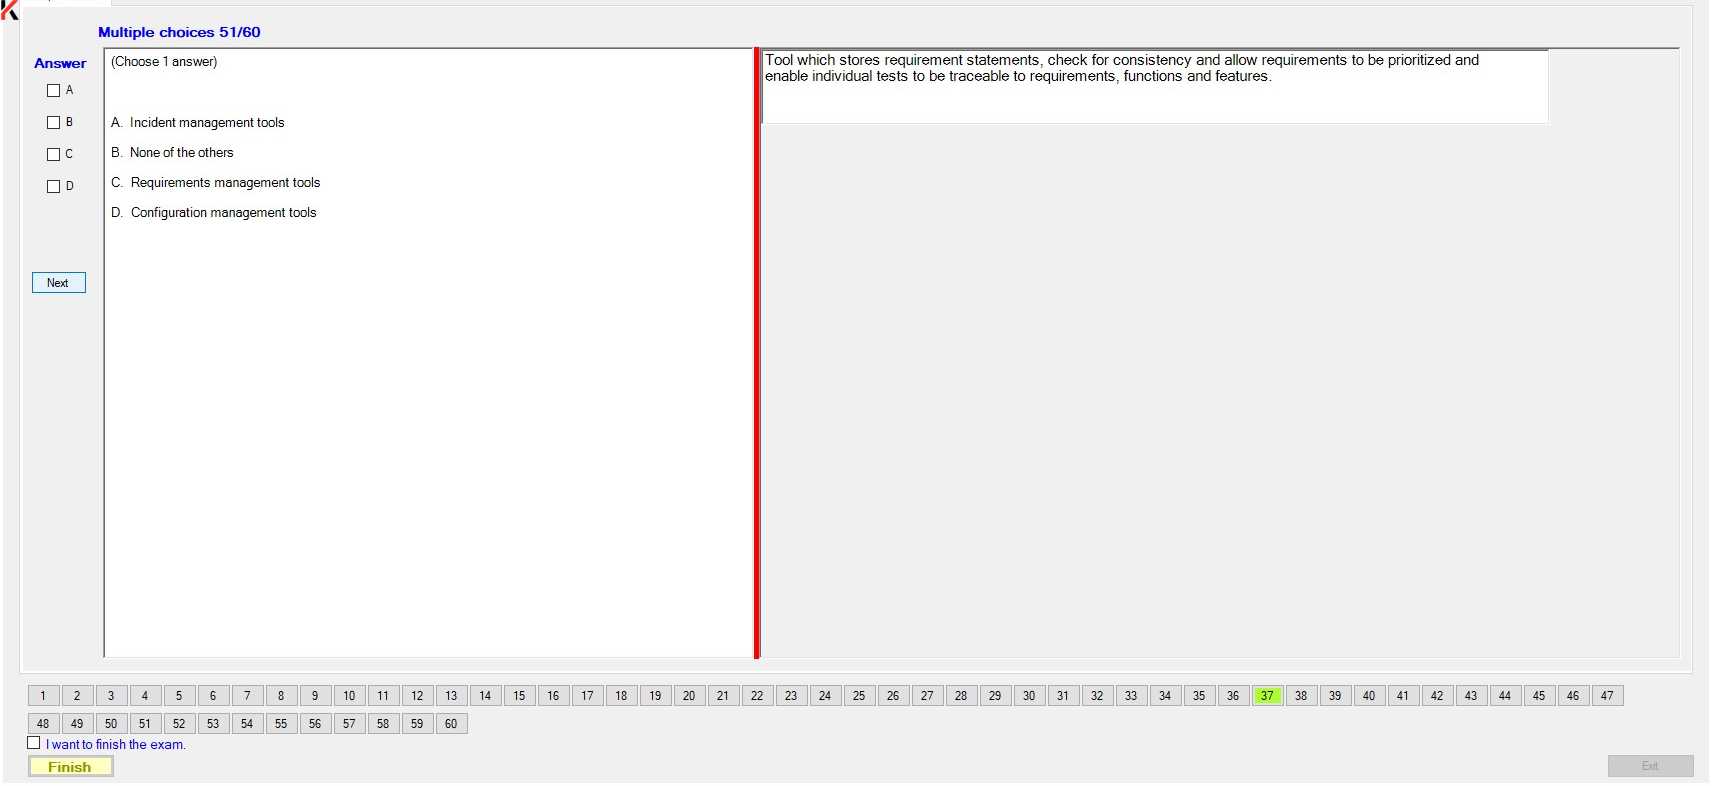 Multiple choices 51/60
Answer
(Choose 1 answer)
Tool which stores requirement statements, check for consistency and allow requirements to be prioritized and
enable individual tests to be traceable to requirements, functions and features.
A
B
C
D
A. Incident management tools
B. None of the others
C. Requirements management tools
D. Configuration management tools
Next
1 2 3 4 5 6 7 8 9 10 11 12 13 14 15 16 17 18 19 20 21 22 23 24 25 26 27 28 29 30 31 32 33 34 35 36 37 38 39 40 41 42 43 44 45 46 47
48 49 50 51 52 53 54 55 56 57 58 59 60
I want to finish the exam.
Finish
Exit